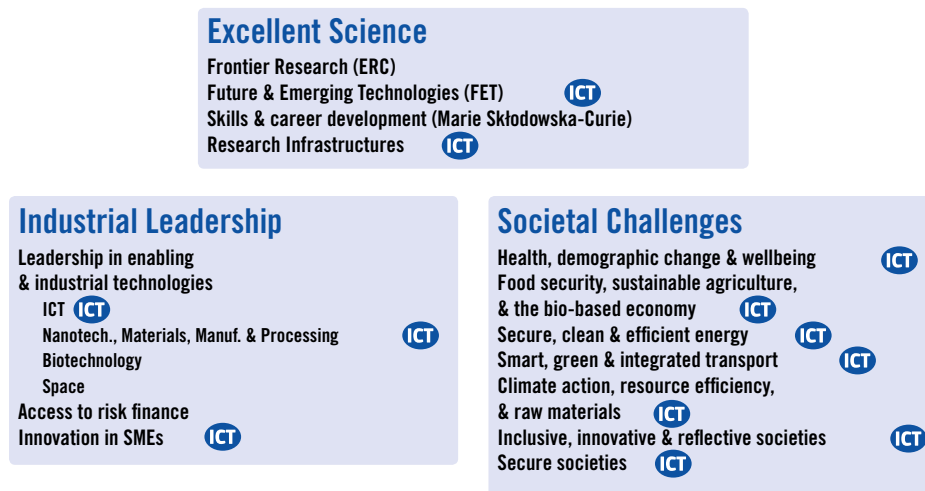 Excellent Science
Frontier Research (ERC)
Future & Emerging Technologies (FET) ICT
Skills & career development (Marie Skłodowska-Curie)
Research Infrastructures ICT
Industrial Leadership
Leadership in enabling
& industrial technologies
ICT ICT
Nanotech., Materials, Manuf. & Processing ICT
Biotechnology
Space
Access to risk finance
Innovation in SMEs ICT
Societal Challenges
Health, demographic change & wellbeing ICT
Food security, sustainable agriculture,
& the bio-based economy ICT
Secure, clean & efficient energy ICT
Smart, green & integrated transport ICT
Climate action, resource efficiency,
& raw materials ICT
Inclusive, innovative & reflective societies ICT
Secure societies ICT